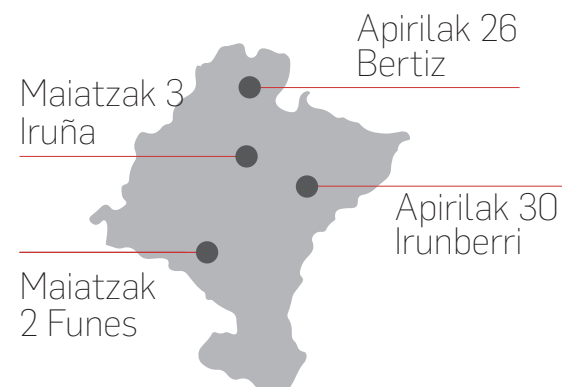 Apirilak 26
Bertiz
Maiatzak 3
Iruña
Apirilak 30
Irunberri
Maiatzak
2 Funes